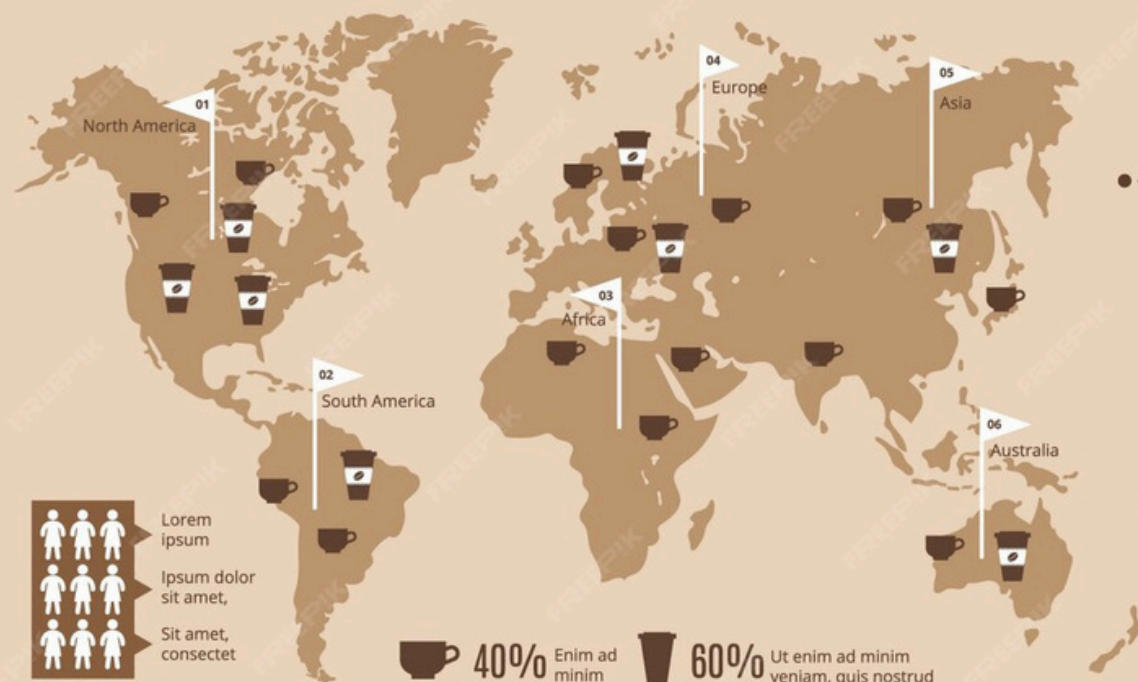 01
North America
02
South America
03
Africa
04
Europe
05
Asia
06
Australia
Lorem
ipsum
Ipsum dolor
sit amet,
Sit amet,
consectet
40%
Enim ad
minim
60%
Ut enim ad minim
veniam, quis nostrud
FREEPIK